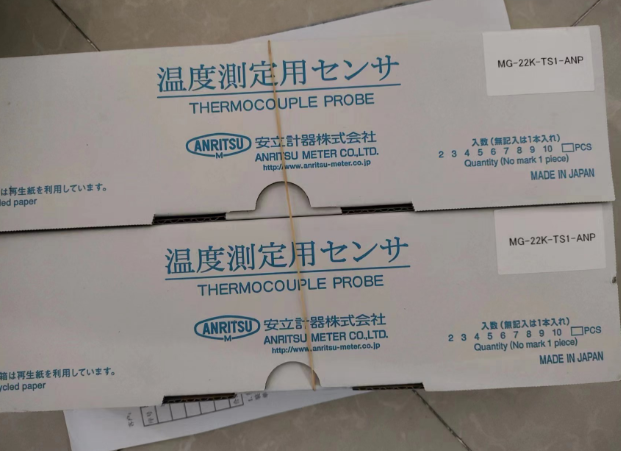 温度測定用センサ
THERMOCOUPLE PROBE
MG-22K-TS1-ANP
ANRITSU
M
安立計器株式会社
ANRITSU METER CO.,LTD.
http://www.anritsu-meter.co.jp
入数 (無記入は1本入れ)
2 3 4 5 6 7 8 9 10 PCS
Quantity (No mark 1 piece)
MADE IN JAPAN
は再生紙を利用しています。
led paper
温度測定用センサ
THERMOCOUPLE PROBE
MG-22K-TS1-ANP
ANRITSU
M
安立計器株式会社
ANRITSU METER CO.,LTD.
http://www.anritsu-meter.co.jp
入数 (無記入は1本入れ)
2 3 4 5 6 7 8 9 10 PCS
Quantity (No mark 1 piece)
MADE IN JAPAN
箱は再生紙を利用しています。
ycled paper